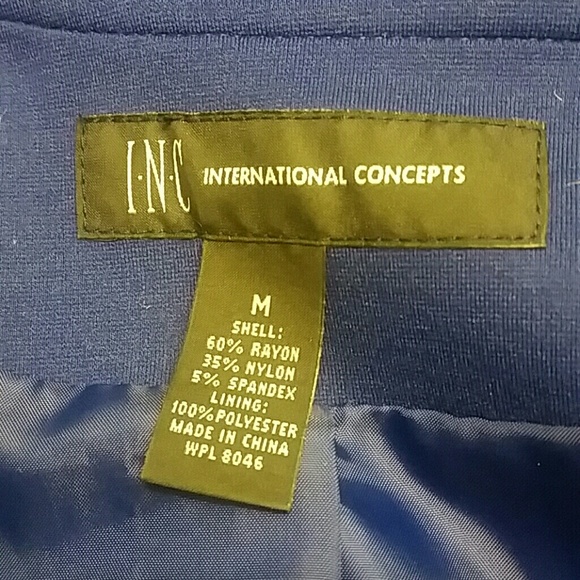 I·N·C INTERNATIONAL CONCEPTS
M
SHELL:
60% RAYON
35% NYLON
5% SPANDEX
LINING:
100% POLYESTER
MADE IN CHINA
WPL 8046